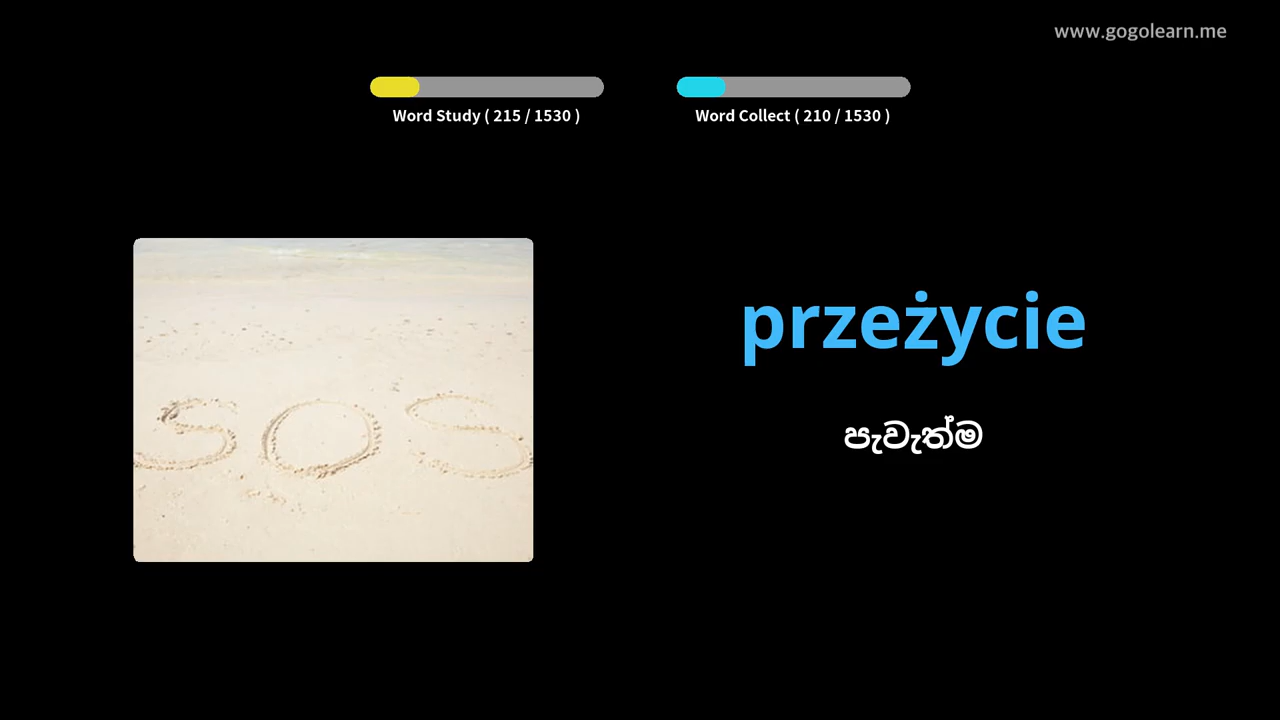 www.gogolearn.me
Word Study ( 215 / 1530 )
Word Collect ( 210 / 1530 )
SOS
przeżycie
පැවැත්ම